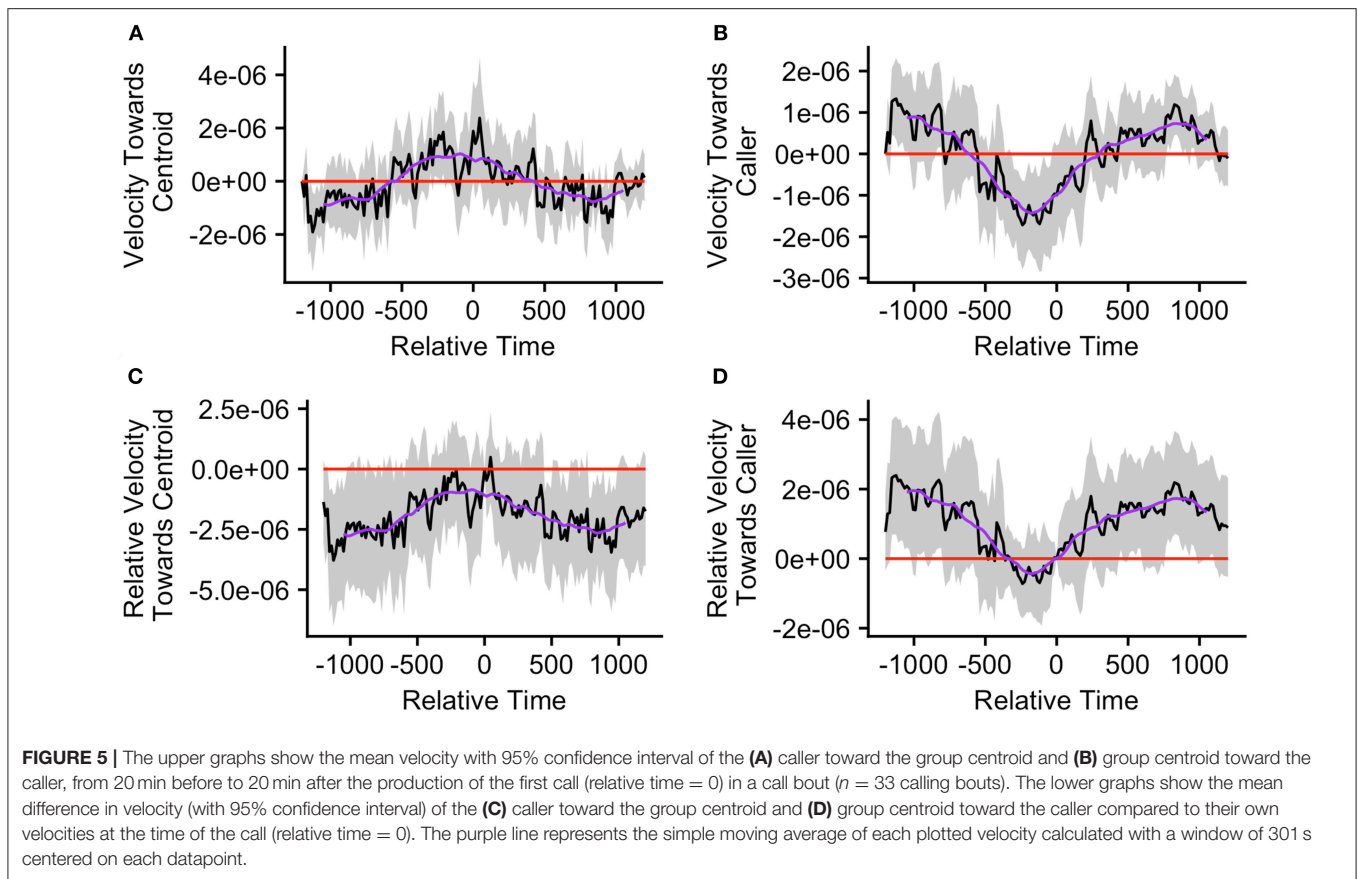 A
Velocity Towards
Centroid
4e-06
2e-06
0e+00
-2e-06
-1000 -500 0 500 1000
Relative Time
B
Velocity Towards
Caller
2e-06
1e-06
0e+00
-1e-06
-2e-06
-3e-06
-1000 -500 0 500 1000
Relative Time
C
Relative Velocity
Towards Centroid
2.5e-06
0.0e+00
-2.5e-06
-5.0e-06
-1000 -500 0 500 1000
Relative Time
D
Relative Velocity
Towards Caller
4e-06
2e-06
0e+00
-2e-06
-1000 -500 0 500 1000
Relative Time
FIGURE 5 | The upper graphs show the mean velocity with 95% confidence interval of the (A) caller toward the group centroid and (B) group centroid toward the
caller, from 20 min before to 20 min after the production of the first call (relative time = 0) in a call bout (n = 33 calling bouts). The lower graphs show the mean
difference in velocity (with 95% confidence interval) of the (C) caller toward the group centroid and (D) group centroid toward the caller compared to their own
velocities at the time of the call (relative time = 0). The purple line represents the simple moving average of each plotted velocity calculated with a window of 301 s
centered on each datapoint.